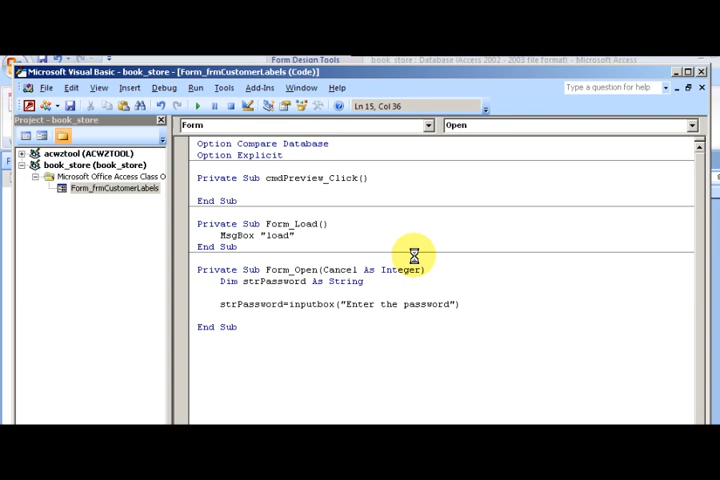 Form Design Tools
book_store : Database (Access 2002 - 2003 file format) - Microsoft Access
Microsoft Visual Basic - book_store - [Form_frmCustomerLabels (Code)]
File Edit View Insert Debug Run Tools Add-Ins Window Help
Type a question for help
Ln 15, Col 36
Project - book_store
Form
Open
acwztool (ACWZTOOL)
book_store (book_store)
Microsoft Office Access Class O
Form_frmCustomerLabels
Option Compare Database
Option Explicit
Private Sub cmdPreview_Click()
End Sub
Private Sub Form_Load()
MsgBox "load"
End Sub
Private Sub Form_Open(Cancel As Integer)
Dim strPassword As String
strPassword=inputbox("Enter the password")
End Sub